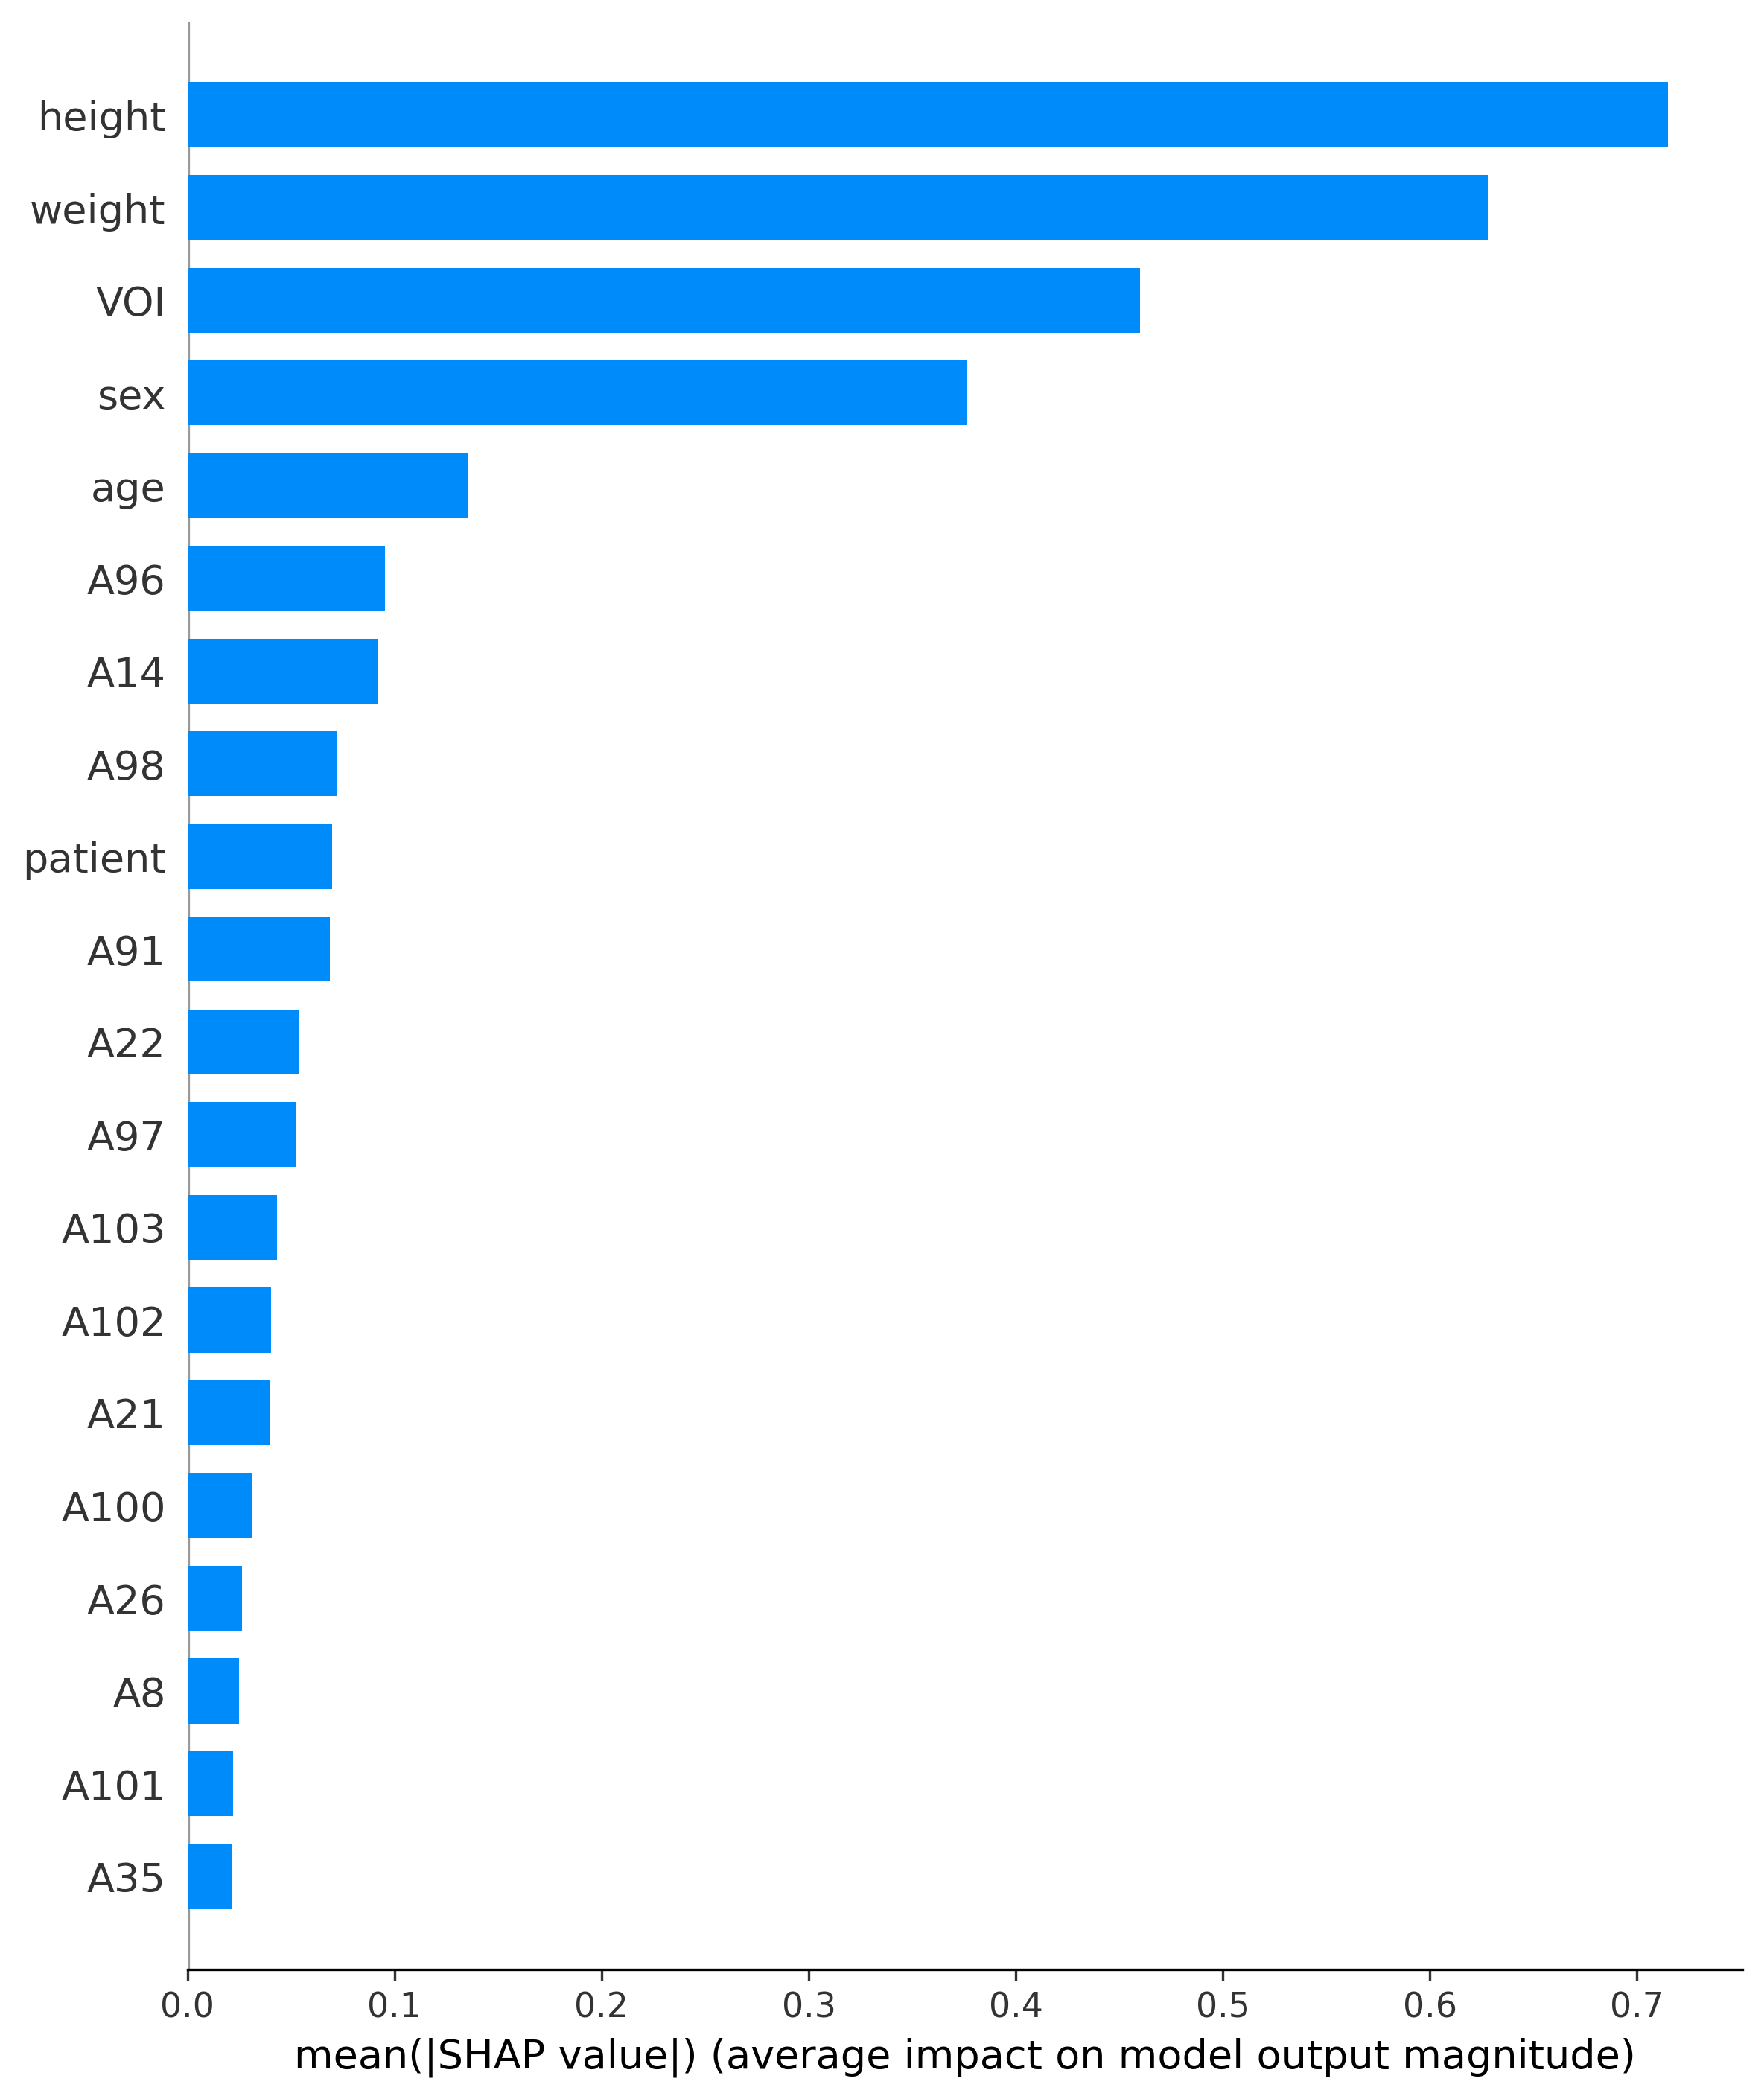 height
weight
VOI
sex
age
A96
A14
A98
patient
A91
A22
A97
A103
A102
A21
A100
A26
A8
A101
A35
0.0 0.1 0.2 0.3 0.4 0.5 0.6 0.7
mean(|SHAP value|) (average impact on model output magnitude)